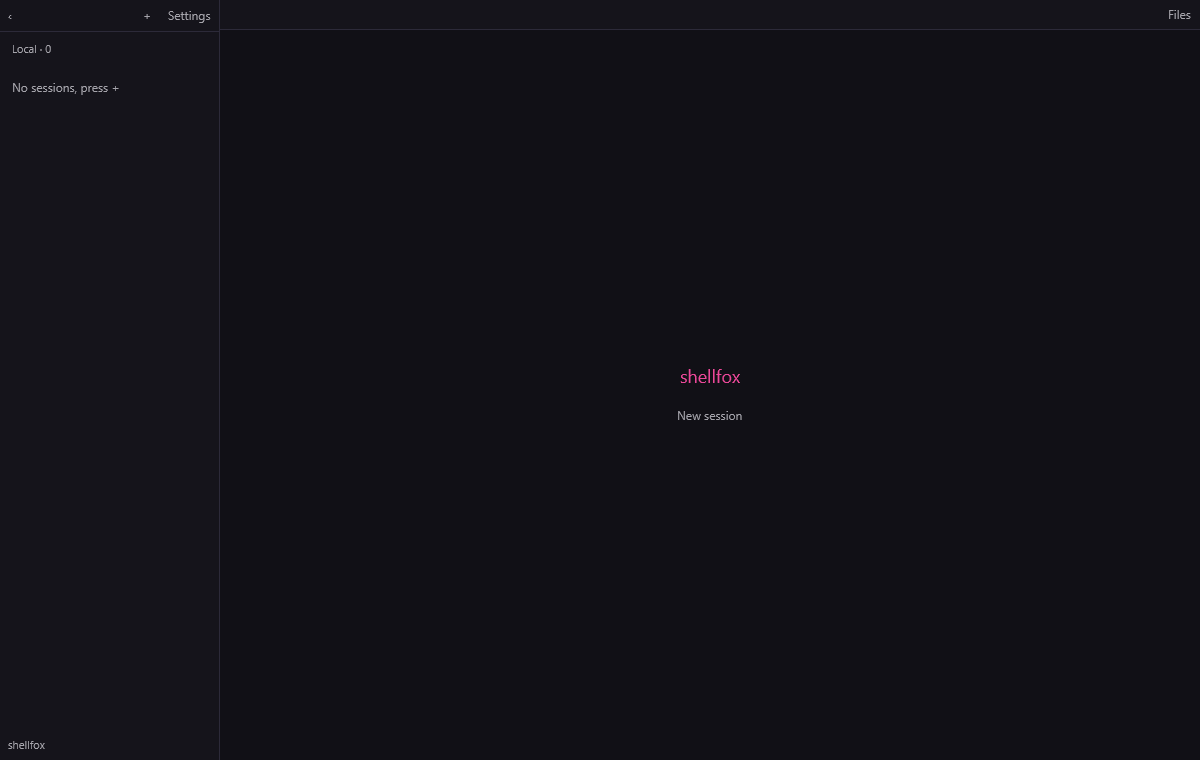 ‹ + Settings
Files
Local · 0
No sessions, press +
shellfox
New session
shellfox